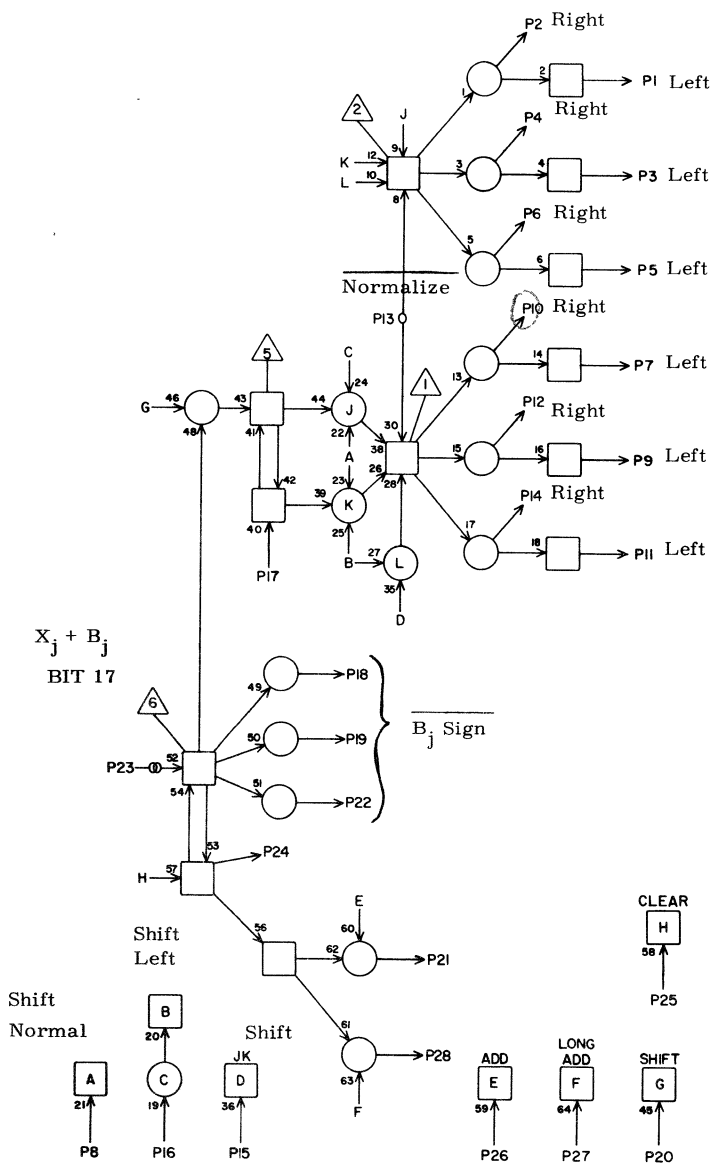 P2 Right
1 2 P1 Left
2 J Right
9 P4
K 12 3 4 P3 Left
L 10
8 P6 Right
5 6 P5 Left
Normalize
P10 Right
P13
5 C 1 14 P7 Left
24 13
G 46 43 44 J P12 Right
48 41 22 30
38 15 16 P9 Left
A 26
42 23 28 P14 Right
39 K 17
40 25 27 18 P11 Left
B L
P17 35
D
Xj + Bj
BIT 17
49 P18
6
50 P19 Bj Sign
P23 52
54 51 P22
53
H 57 P24
E
56 60
Shift 62 P21
Left
CLEAR
H
58
P25
Shift
Normal
B
20
61
Shift P28
JK
A C D
21 19 36 63
F
P8 P16 P15
ADD LONG ADD SHIFT
E F G
59 64 45
P26 P27 P20